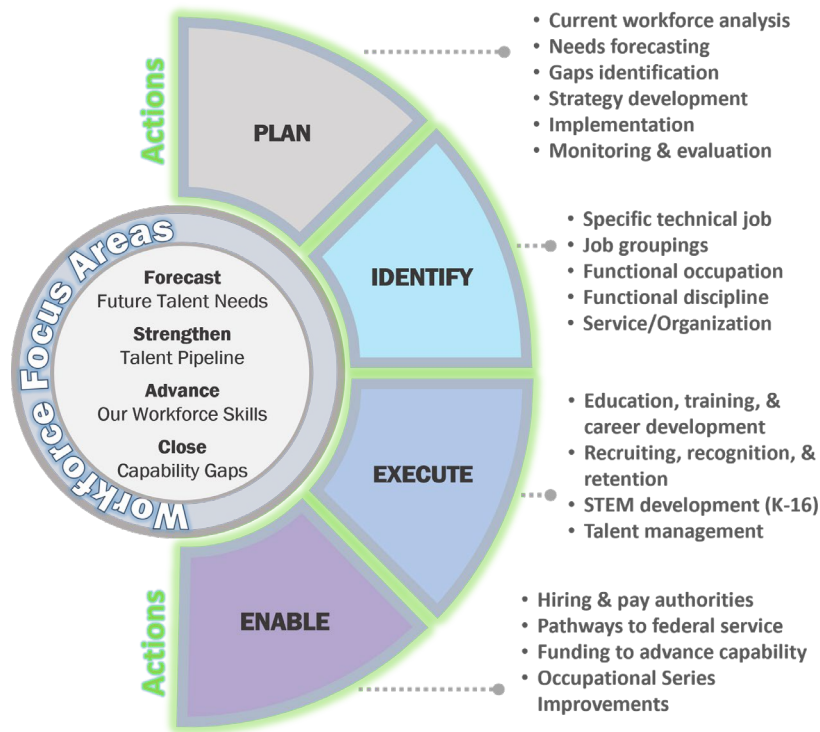 Actions
PLAN
• Current workforce analysis
• Needs forecasting
• Gaps identification
• Strategy development
• Implementation
• Monitoring & evaluation
IDENTIFY
• Specific technical job
• Job groupings
• Functional occupation
• Functional discipline
• Service/Organization
Workforce Focus Areas
Forecast
Future Talent Needs
Strengthen
Talent Pipeline
Advance
Our Workforce Skills
Close
Capability Gaps
EXECUTE
• Education, training, &
career development
• Recruiting, recognition, &
retention
• STEM development (K-16)
• Talent management
Actions
ENABLE
• Hiring & pay authorities
• Pathways to federal service
• Funding to advance capability
• Occupational Series
Improvements